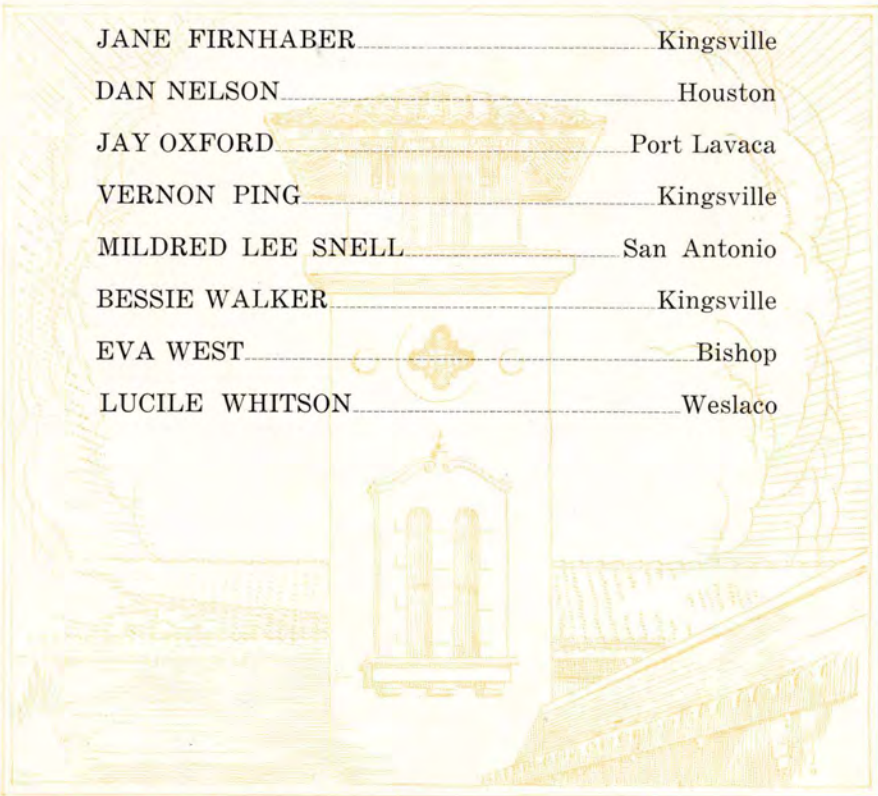 JANE FIRNHABER Kingsville
DAN NELSON Houston
JAY OXFORD Port Lavaca
VERNON PING Kingsville
MILDRED LEE SNELL San Antonio
BESSIE WALKER Kingsville
EVA WEST Bishop
LUCILE WHITSON Weslaco